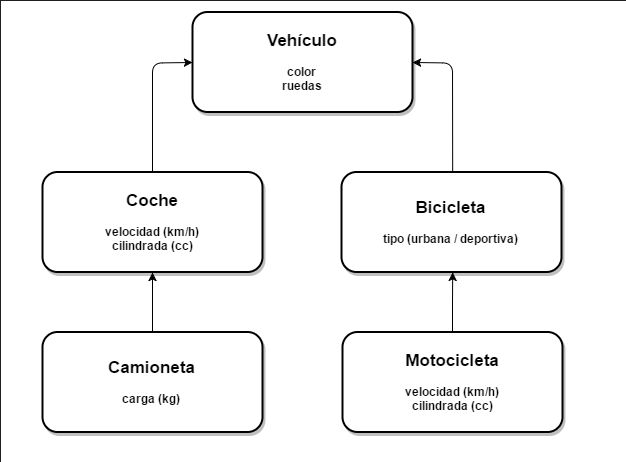 Vehículo
color
ruedas
Coche
velocidad (km/h)
cilindrada (cc)
Bicicleta
tipo (urbana / deportiva)
Camioneta
carga (kg)
Motocicleta
velocidad (km/h)
cilindrada (cc)